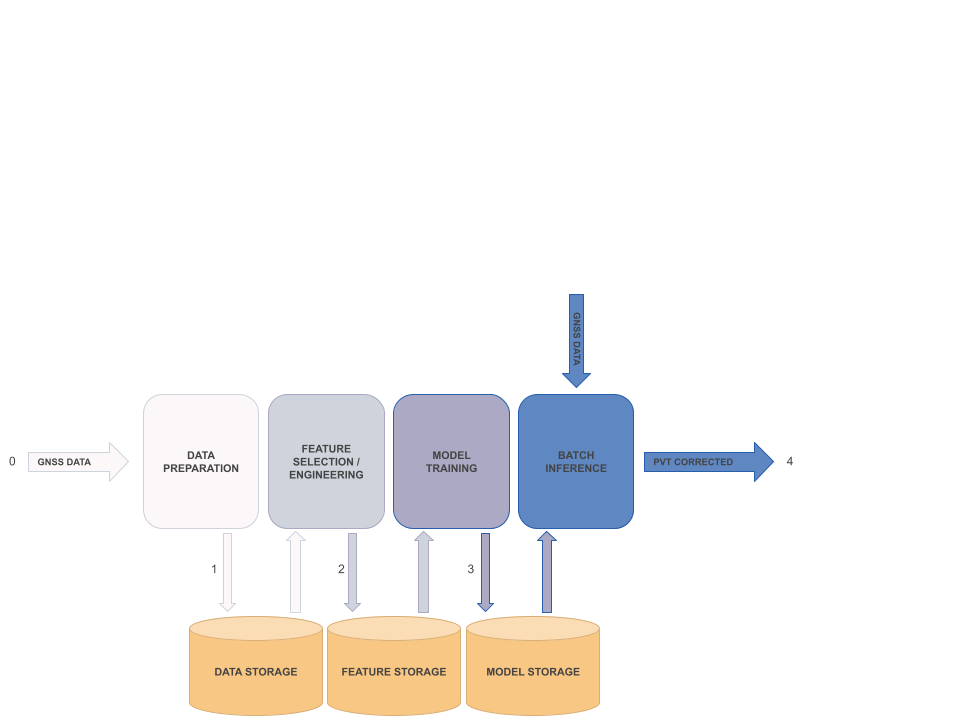 GNSS DATA
0
GNSS DATA
DATA
PREPARATION
FEATURE
SELECTION /
ENGINEERING
MODEL
TRAINING
BATCH
INFERENCE
PVT CORRECTED
4
1
2
3
DATA STORAGE
FEATURE STORAGE
MODEL STORAGE